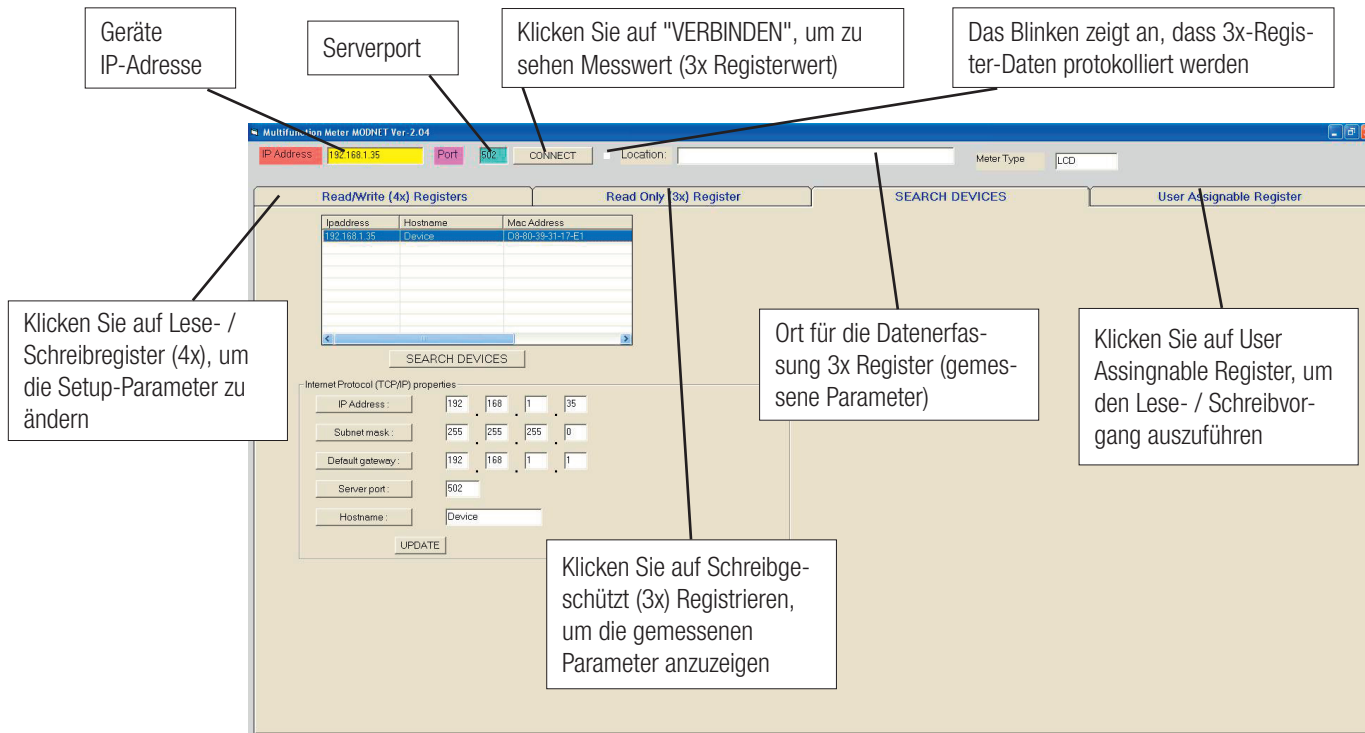 Geräte
IP-Adresse
Serverport
Klicken Sie auf "VERBINDEN", um zu
sehen Messwert (3x Registerwert)
Das Blinken zeigt an, dass 3x-Regis-
ter-Daten protokolliert werden
Multifunction Meter MODNET Ver-2.04
IP Address 192.168.1.35 Port 502 CONNECT Location: Meter Type LCD
Read/Write (4x) Registers Read Only (3x) Register SEARCH DEVICES User Assignable Register
Ipaddress Hostname Mac Address
192.168.1.35 Device D8-80-39-31-17-E1
SEARCH DEVICES
Internet Protocol (TCP/IP) properties
IP Address : 192 . 168 . 1 . 35
Subnet mask : 255 . 255 . 255 . 0
Default gateway : 192 . 168 . 1 . 1
Server port : 502
Hostname : Device
UPDATE
Klicken Sie auf Lese- /
Schreibregister (4x), um
die Setup-Parameter zu
ändern
Ort für die Datenerfas-
sung 3x Register (gemes-
sene Parameter)
Klicken Sie auf User
Assingnable Register, um
den Lese- / Schreibvor-
gang auszuführen
Klicken Sie auf Schreibge-
schützt (3x) Registrieren,
um die gemessenen
Parameter anzuzeigen